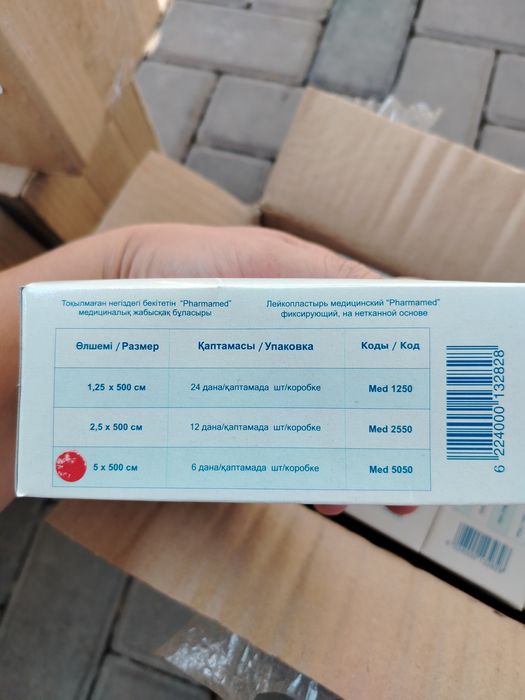 Тоқылмаған негіздегі бекітетін "Pharmamed"
медициналық жабысқақ бұласыры
Лейкопластырь медицинский "Pharmamed"
фиксирующий, на нетканной основе
Өлшемі / Размер
Қаптамасы / Упаковка
Коды / Код
1,25 x 500 см
24 дана/қаптамада шт/коробке
Med 1250
2,5 x 500 см
12 дана/қаптамада шт/коробке
Med 2550
5 x 500 см
6 дана/қаптамада шт/коробке
Med 5050
6 224000 132828